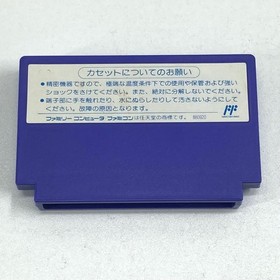 カセットについてのお願い
●精密機器ですので、極端な温度条件下での使用や保管および強い
ショックをさけてください。また、絶対に分解しないでください。
●端子部に手を触れたり、水にぬらしたりして汚さないようにして
ください。故障の原因となります。
ファミリーコンピュータ ファミコンは任天堂の商標です。
FF